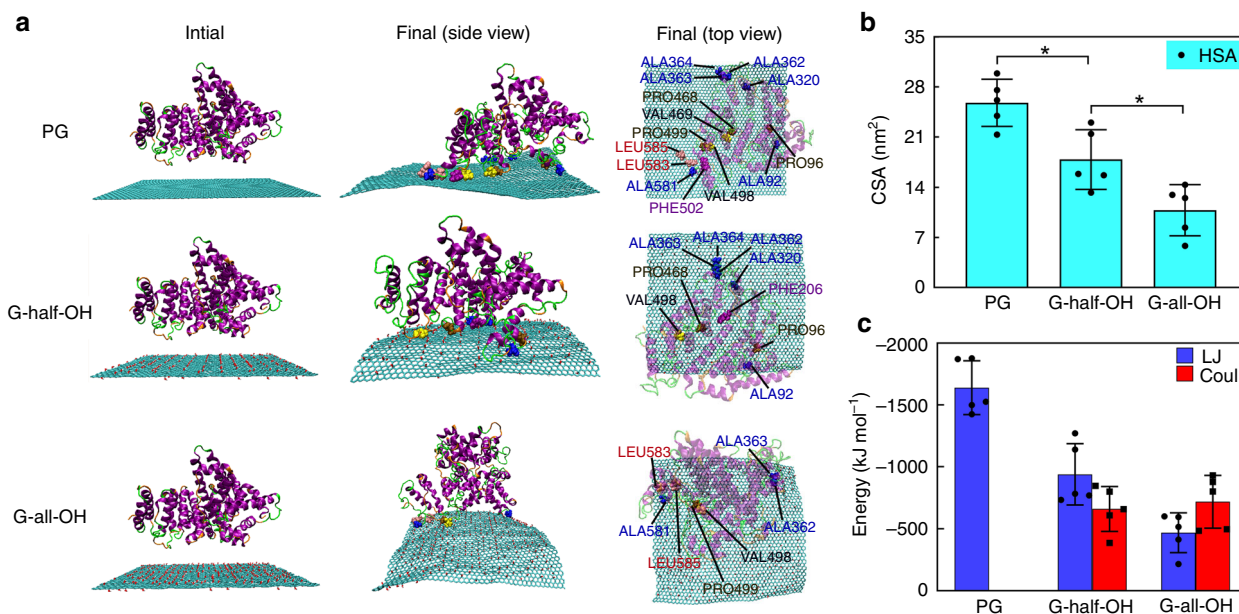 a
Intial
Final (side view)
Final (top view)
PG
ALA364
ALA362
ALA363
ALA320
PRO468
VAL469
PRO499
LEU585
LEU583
PRO96
ALA581
ALA92
VAL498
PHE502
G-half-OH
ALA364
ALA363
ALA362
ALA320
PRO468
PHE206
VAL498
PRO96
ALA92
G-all-OH
ALA363
LEU583
ALA581
ALA362
LEU585
VAL498
PRO499
b
35
28
21
14
7
0
CSA (nm²)
* *
HSA
PG G-half-OH G-all-OH
c
–2000
–1500
–1000
–500
0
Energy (kJ mol⁻¹)
LJ
Coul
PG G-half-OH G-all-OH